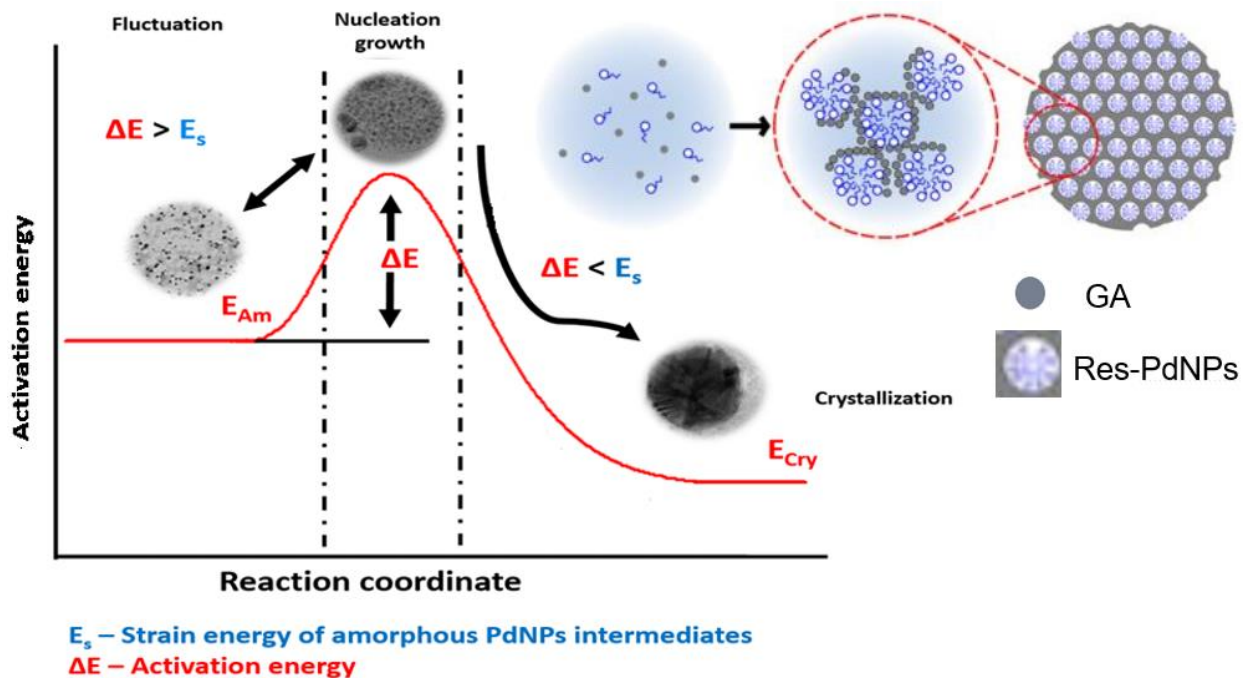 Fluctuation
Nucleation
growth
ΔE > Es
ΔE
EAm
ΔE < Es
Crystallization
ECry
GA
Res-PdNPs
Activation energy
Reaction coordinate
Es – Strain energy of amorphous PdNPs intermediates
ΔE – Activation energy